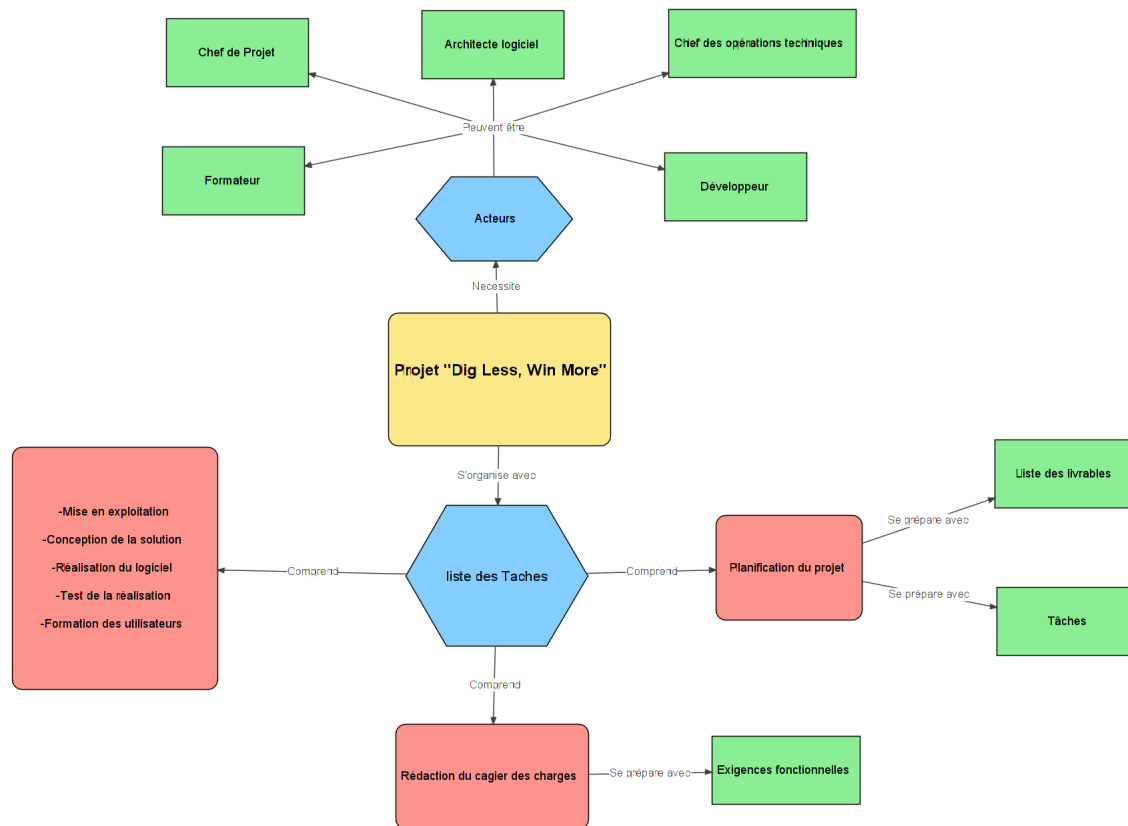 Chef de Projet
Architecte logiciel
Chef des opérations techniques
Peuvent être
Formateur
Développeur
Acteurs
Necessite
Projet "Dig Less, Win More"
S'organise avec
Liste des livrables
-Mise en exploitation
-Conception de la solution
-Réalisation du logiciel
-Test de la réalisation
-Formation des utilisateurs
Comprend
liste des Taches
Comprend
Planification du projet
Se prépare avec
Se prépare avec
Tâches
Comprend
Rédaction du cagier des charges
Se prépare avec
Exigences fonctionnelles